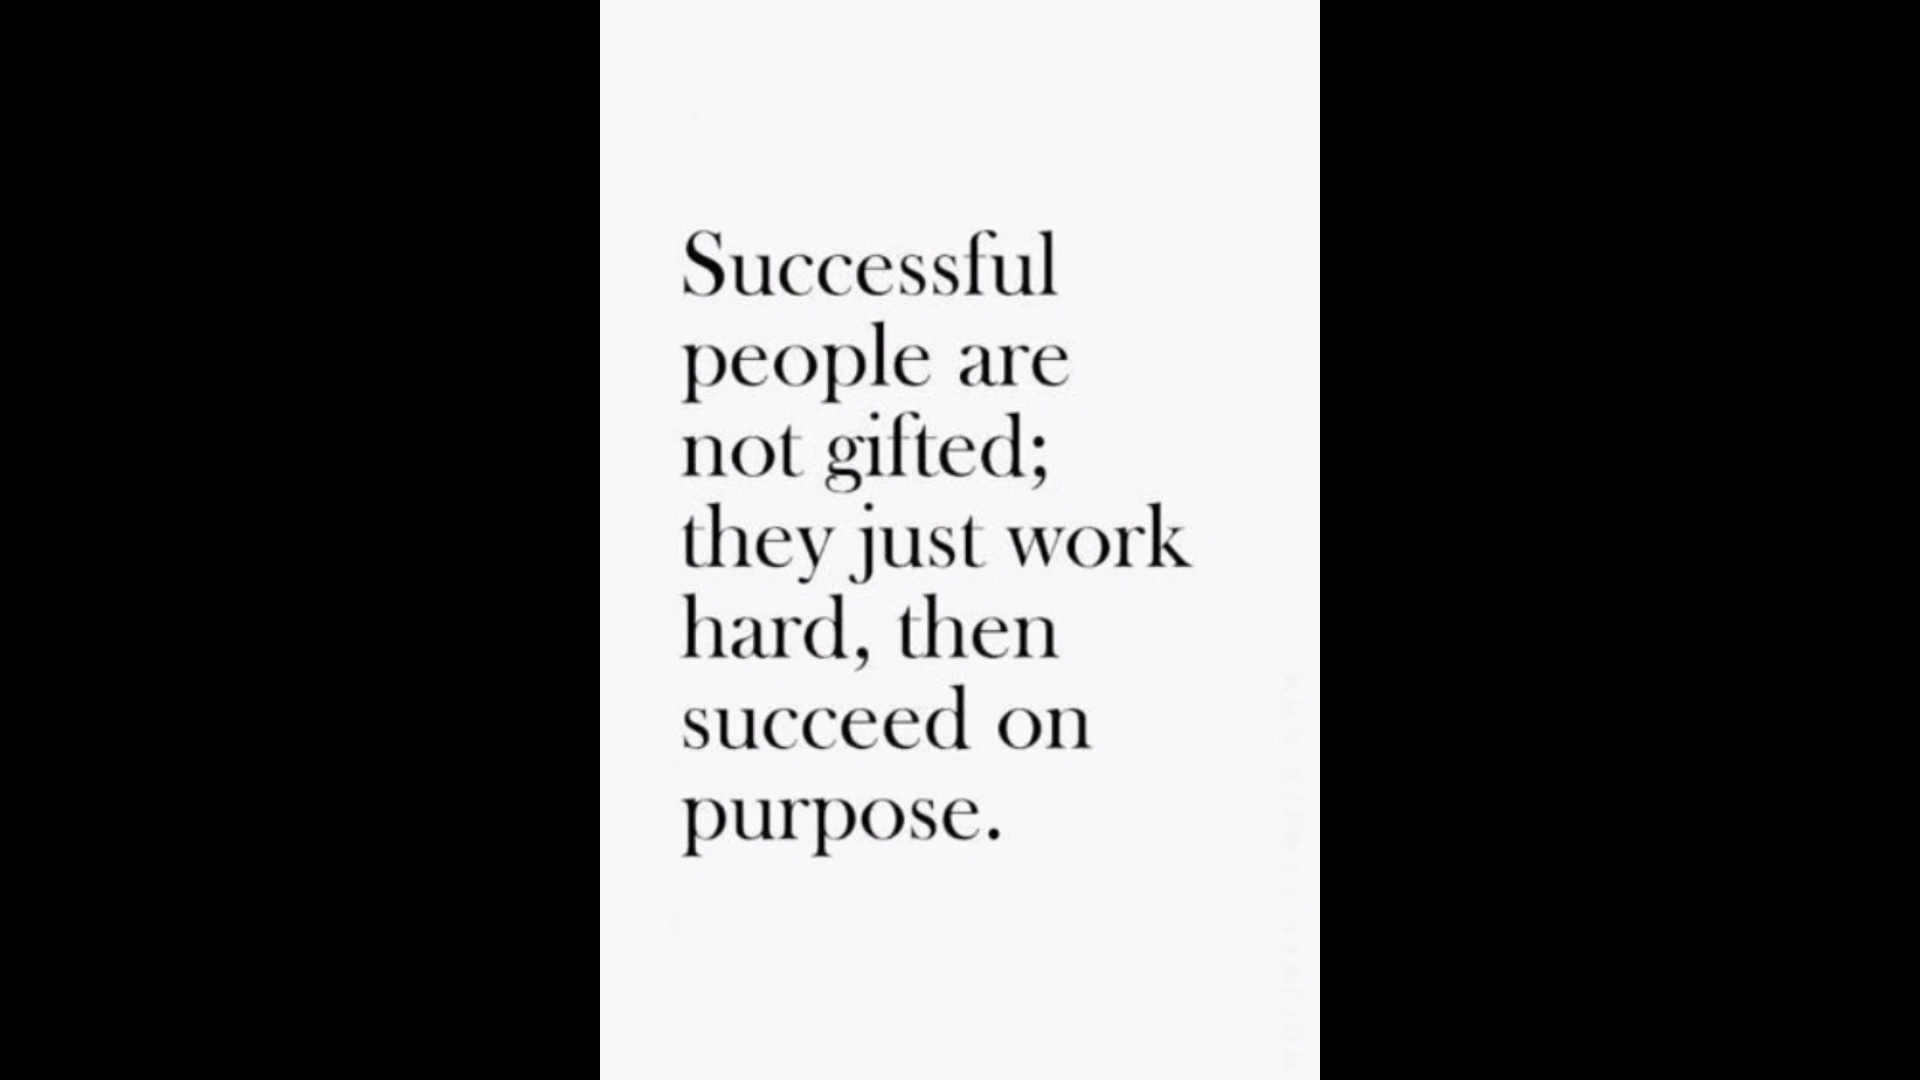 Successful
people are
not gifted;
they just work
hard, then
succeed on
purpose.